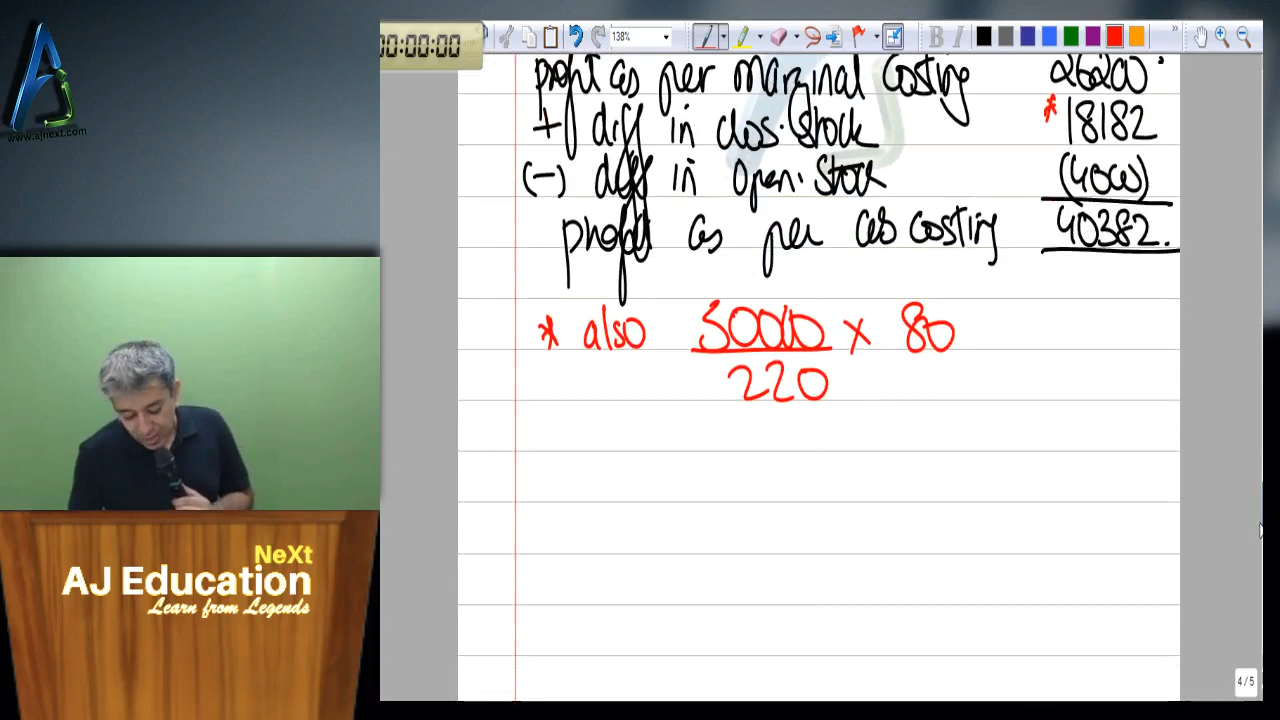 00:00:00
138%
B I
AJ
www.ajnext.com
profit as per marginal costing 26200
+ diff in clos. stock * 18182
(-) diff in open. stock (4000)
profit as per abs costing 40382.
* also 50000 x 80
220
NeXt
AJ Education
Learn from Legends
4/5